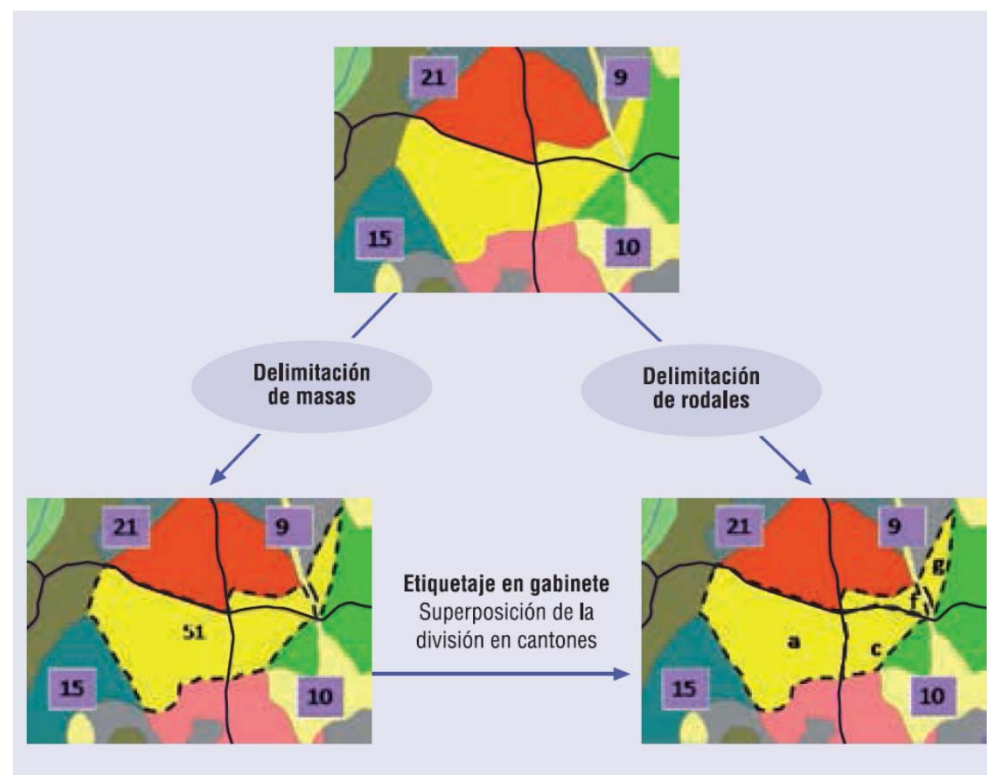 21
9
15
10
Delimitación
de masas
Delimitación
de rodales
21
9
51
15
10
Etiquetaje en gabinete
Superposición de la
división en cantones
21
9
g
f
a
c
15
10